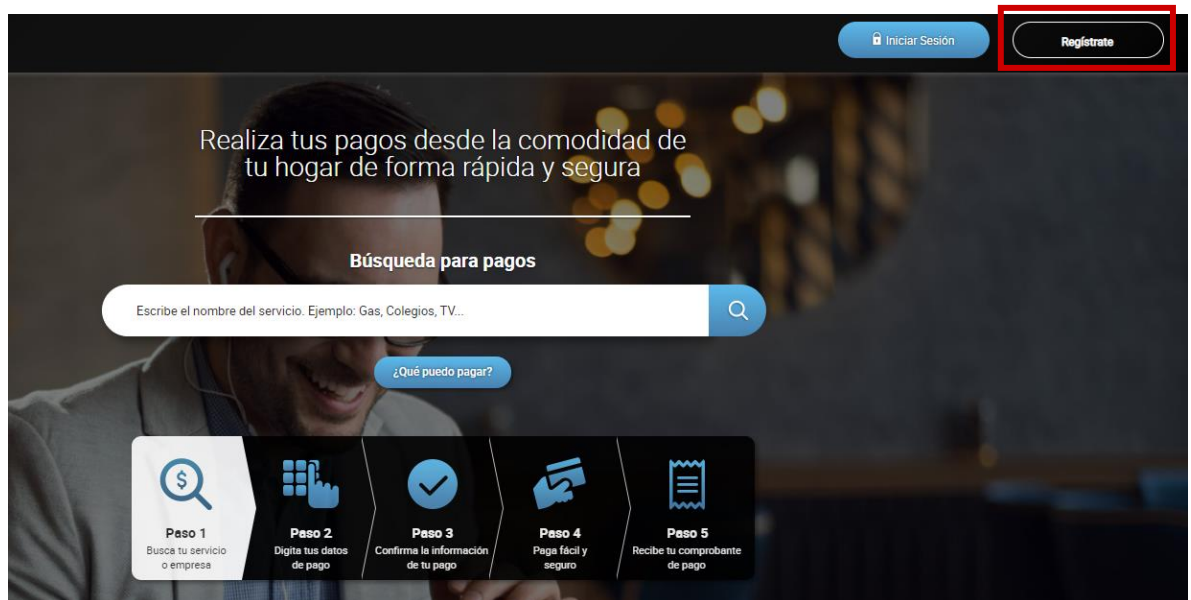 Iniciar Sesión
Regístrate
Realiza tus pagos desde la comodidad de
tu hogar de forma rápida y segura
Búsqueda para pagos
Escribe el nombre del servicio. Ejemplo: Gas, Colegios, TV...
¿Qué puedo pagar?
Paso 1
Busca tu servicio
o empresa
Paso 2
Digita tus datos
de pago
Paso 3
Confirma la información
de tu pago
Paso 4
Paga fácil y
seguro
Paso 5
Recibe tu comprobante
de pago